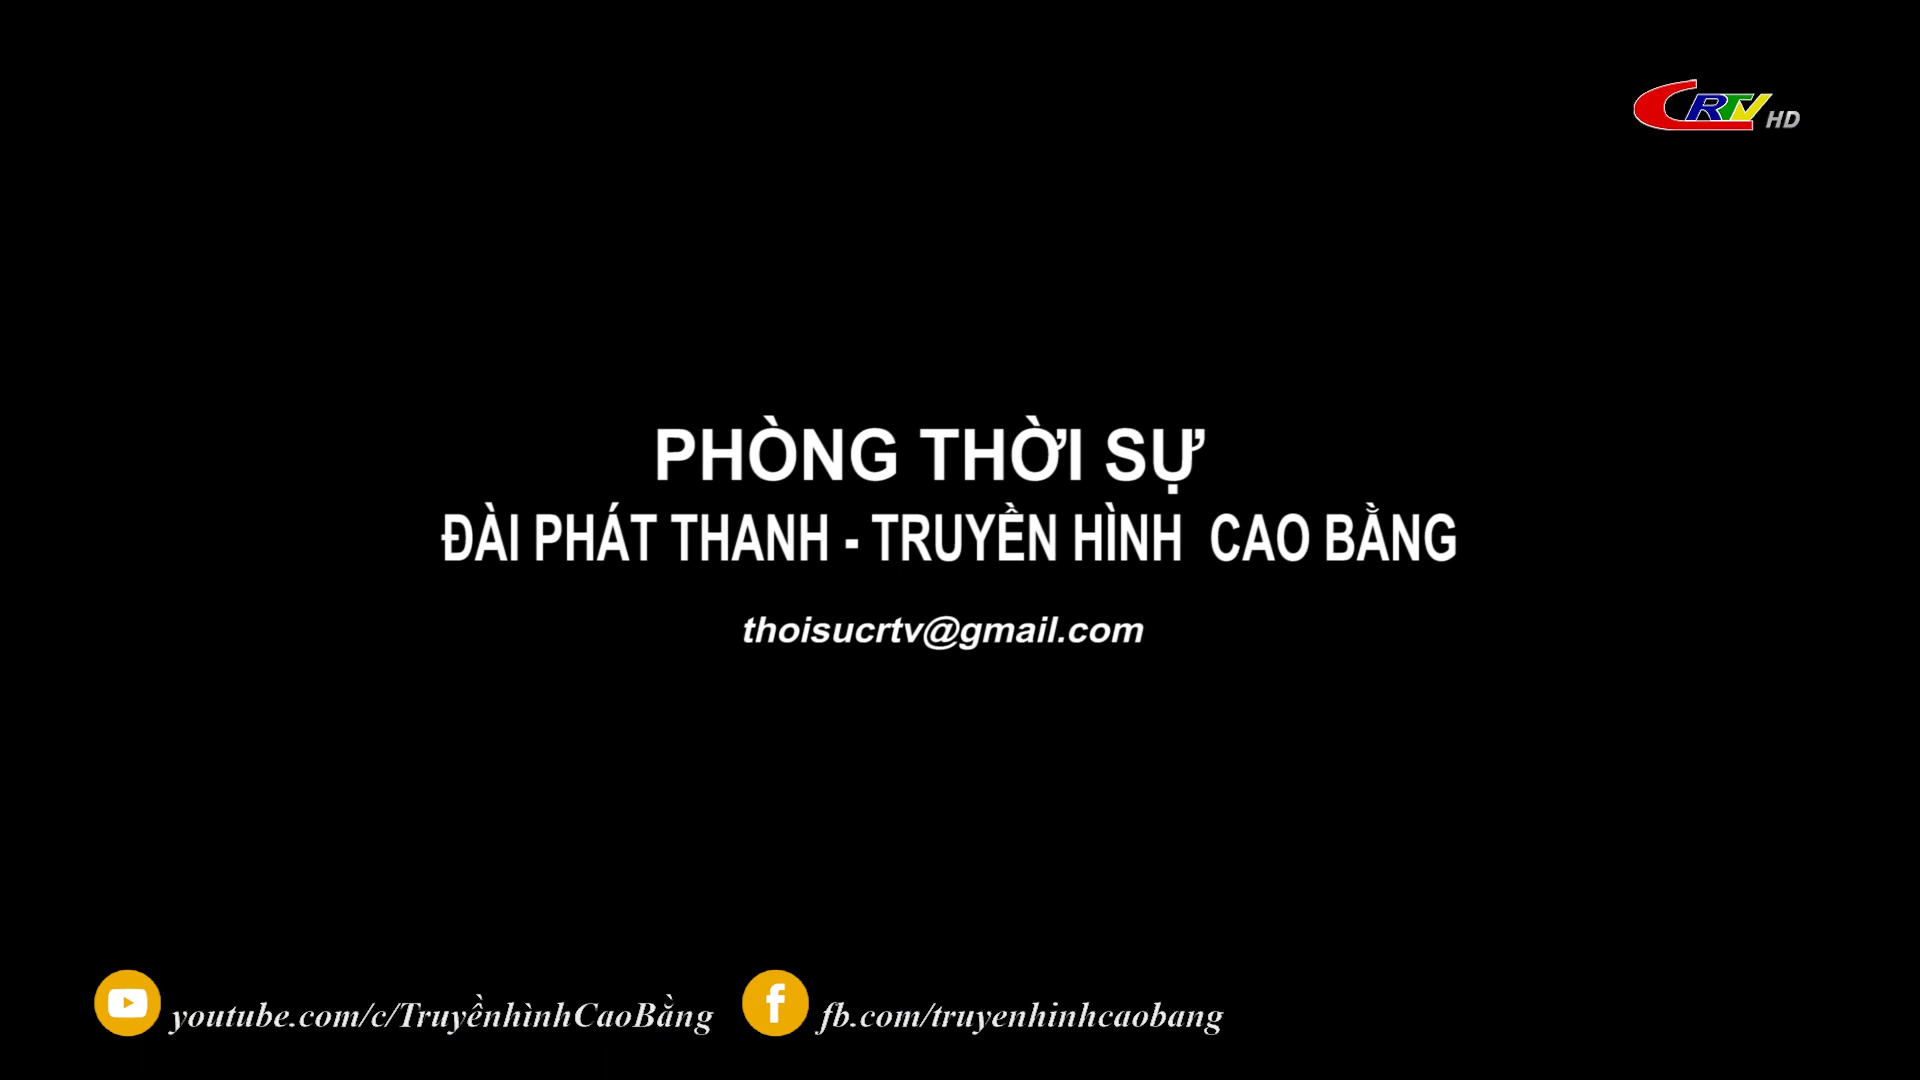 CRTV HD
PHÒNG THỜI SỰ
ĐÀI PHÁT THANH - TRUYỀN HÌNH CAO BẰNG
thoisucrtv@gmail.com
youtube.com/c/TruyềnhìnhCaoBằng fb.com/truyenhinhcaobang